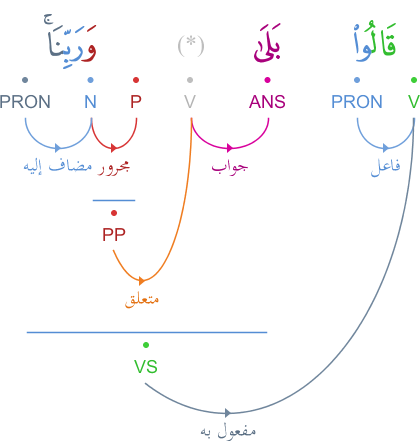 قَالُوا۟ بَلَىٰ (*) وَرَبِّنَا ۚ
V PRON ANS V P N PRON
فاعل جواب مجرور مضاف إليه
PP
متعلق
VS
مفعول به